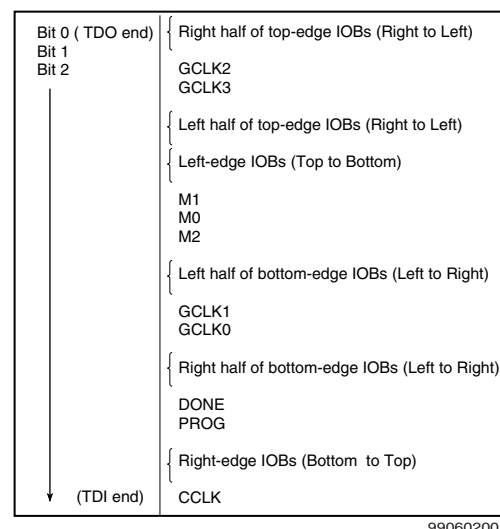 Bit 0 ( TDO end)
Bit 1
Bit 2
Right half of top-edge IOBs (Right to Left)
GCLK2
GCLK3
Left half of top-edge IOBs (Right to Left)
Left-edge IOBs (Top to Bottom)
M1
M0
M2
Left half of bottom-edge IOBs (Left to Right)
GCLK1
GCLK0
Right half of bottom-edge IOBs (Left to Right)
DONE
PROG
Right-edge IOBs (Bottom to Top)
(TDI end)
CCLK
99060200